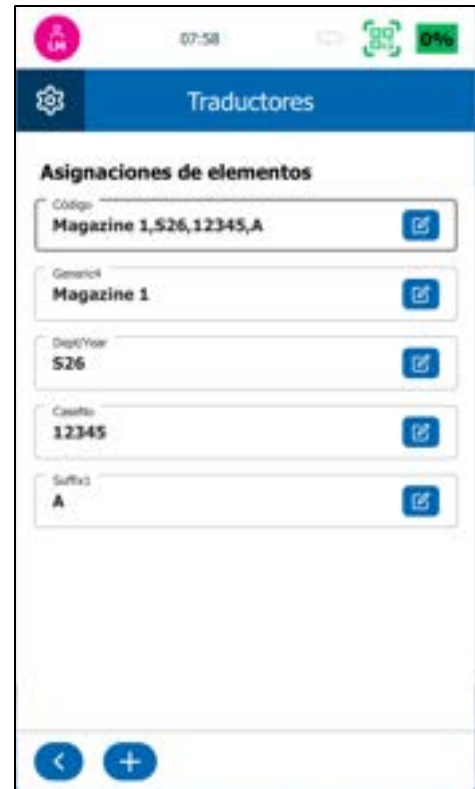 LM
07:58
0%
Traductores
Asignaciones de elementos
Código
Magazine 1,S26,12345,A
Generic4
Magazine 1
Dept/Year
S26
CaseNo
12345
Suffix1
A